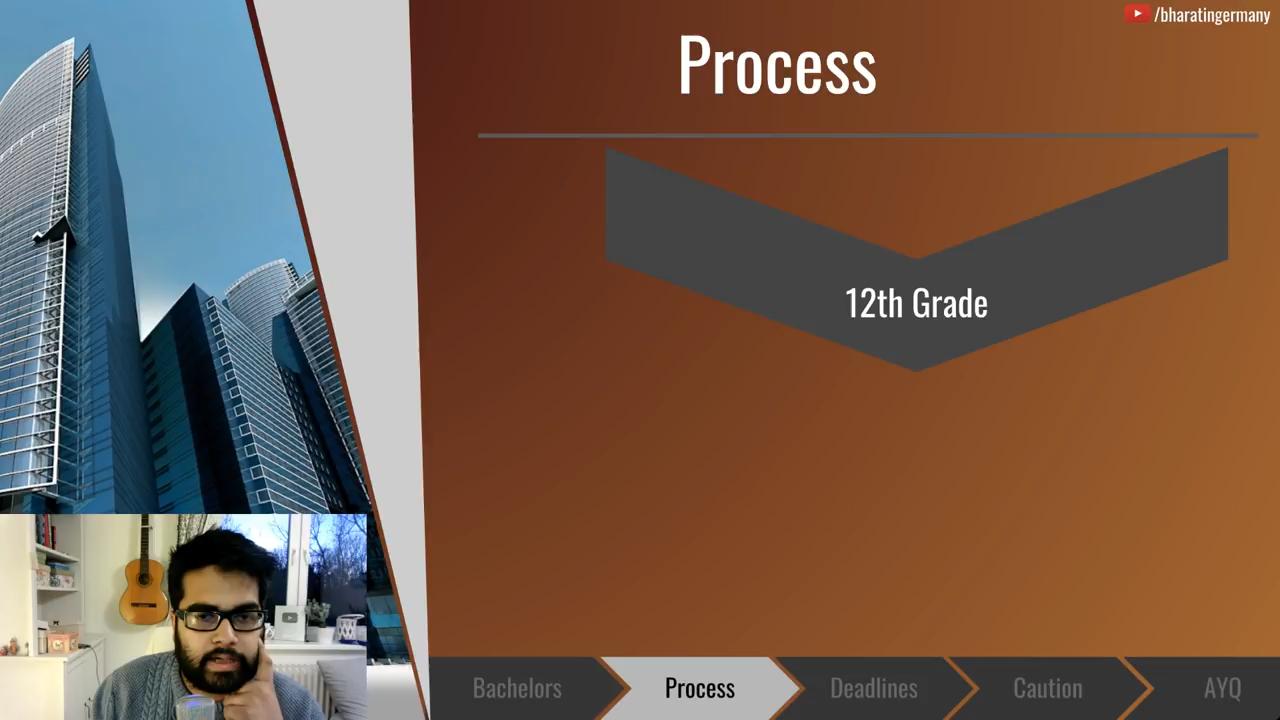 /bharatingermany
Process
12th Grade
Bachelors
Process
Deadlines
Caution
AYQ